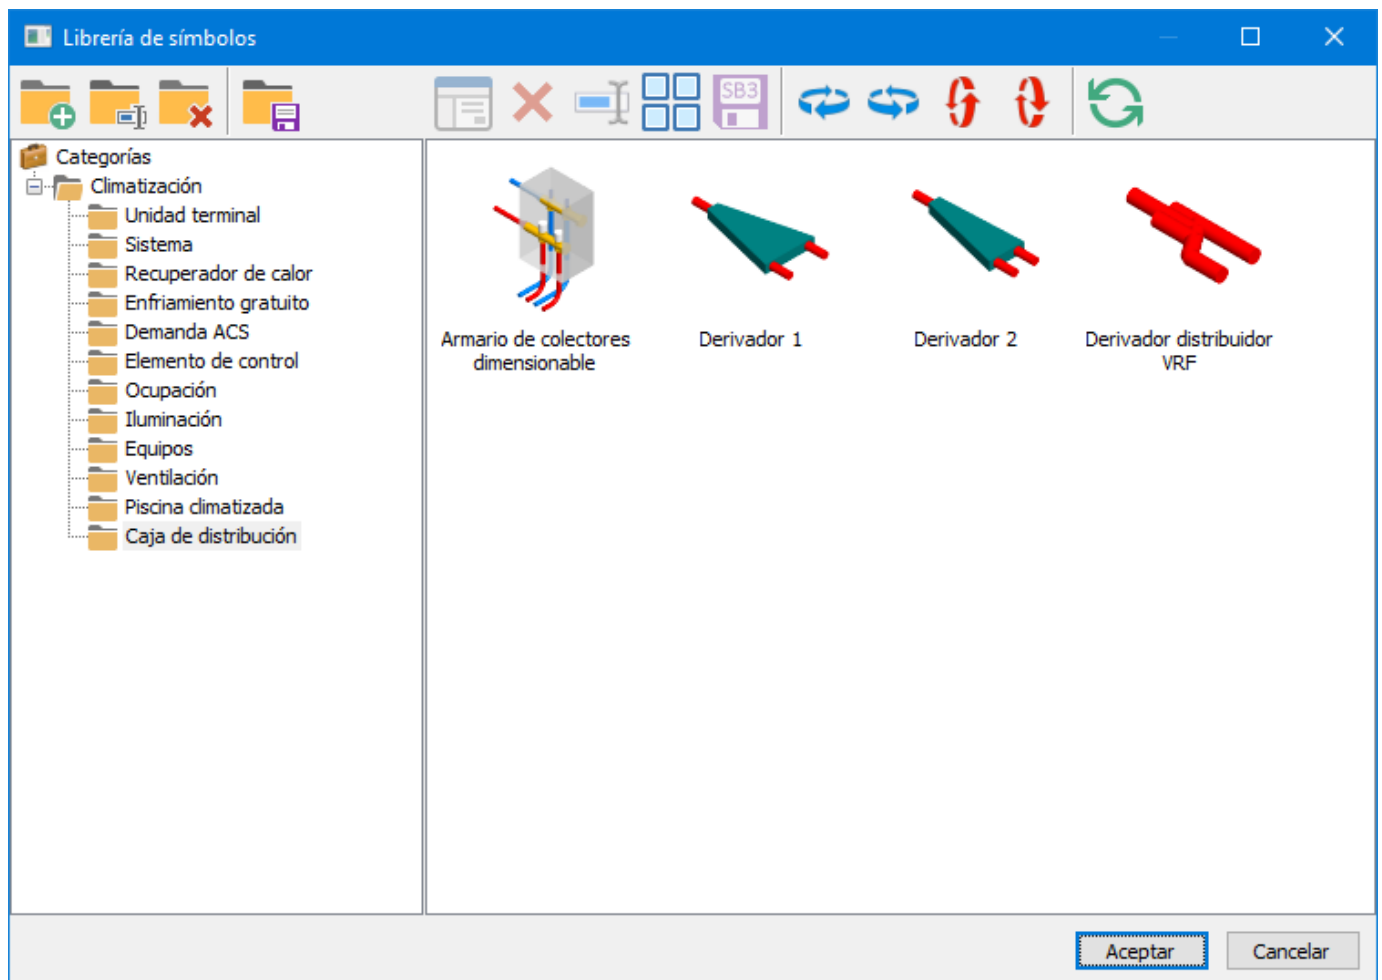 Librería de símbolos
SB3
Categorías
Climatización
Unidad terminal
Sistema
Recuperador de calor
Enfriamiento gratuito
Demanda ACS
Elemento de control
Ocupación
Iluminación
Equipos
Ventilación
Piscina climatizada
Caja de distribución
Armario de colectores
dimensionable
Derivador 1
Derivador 2
Derivador distribuidor
VRF
Aceptar
Cancelar